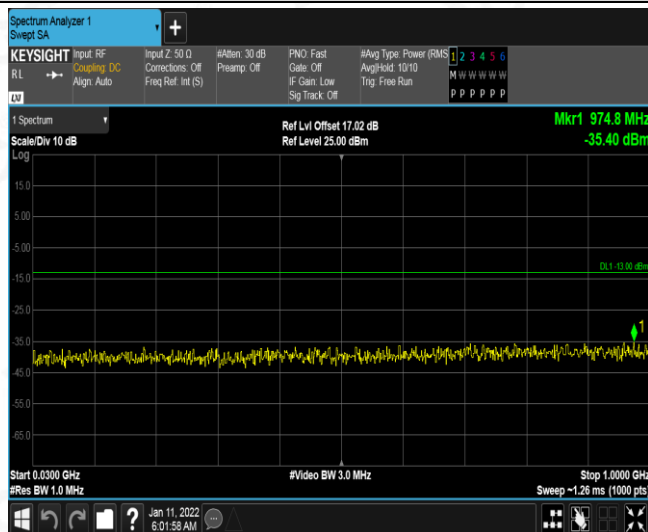 Spectrum Analyzer 1
Swept SA
+
KEYSIGHT
RL
LXI
Input: RF
Coupling: DC
Align: Auto
Input Z: 50 Ω
Corrections: Off
Freq Ref: Int (S)
#Atten: 30 dB
Preamp: Off
PNO: Fast
Gate: Off
IF Gain: Low
Sig Track: Off
#Avg Type: Power (RMS
Avg|Hold: 10/10
Trig: Free Run
1 2 3 4 5 6
M W W W W W
P P P P P P
1 Spectrum
Scale/Div 10 dB
Log
Ref Lvl Offset 17.02 dB
Ref Level 25.00 dBm
Mkr1 974.8 MHz
-35.40 dBm
15.0
5.00
-5.00
DL1 -13.00 dBm
-15.0
-25.0
1
-35.0
-45.0
-55.0
-65.0
Start 0.0300 GHz
#Res BW 1.0 MHz
#Video BW 3.0 MHz
Stop 1.0000 GHz
Sweep ~1.26 ms (1000 pts)
?
Jan 11, 2022
6:01:58 AM